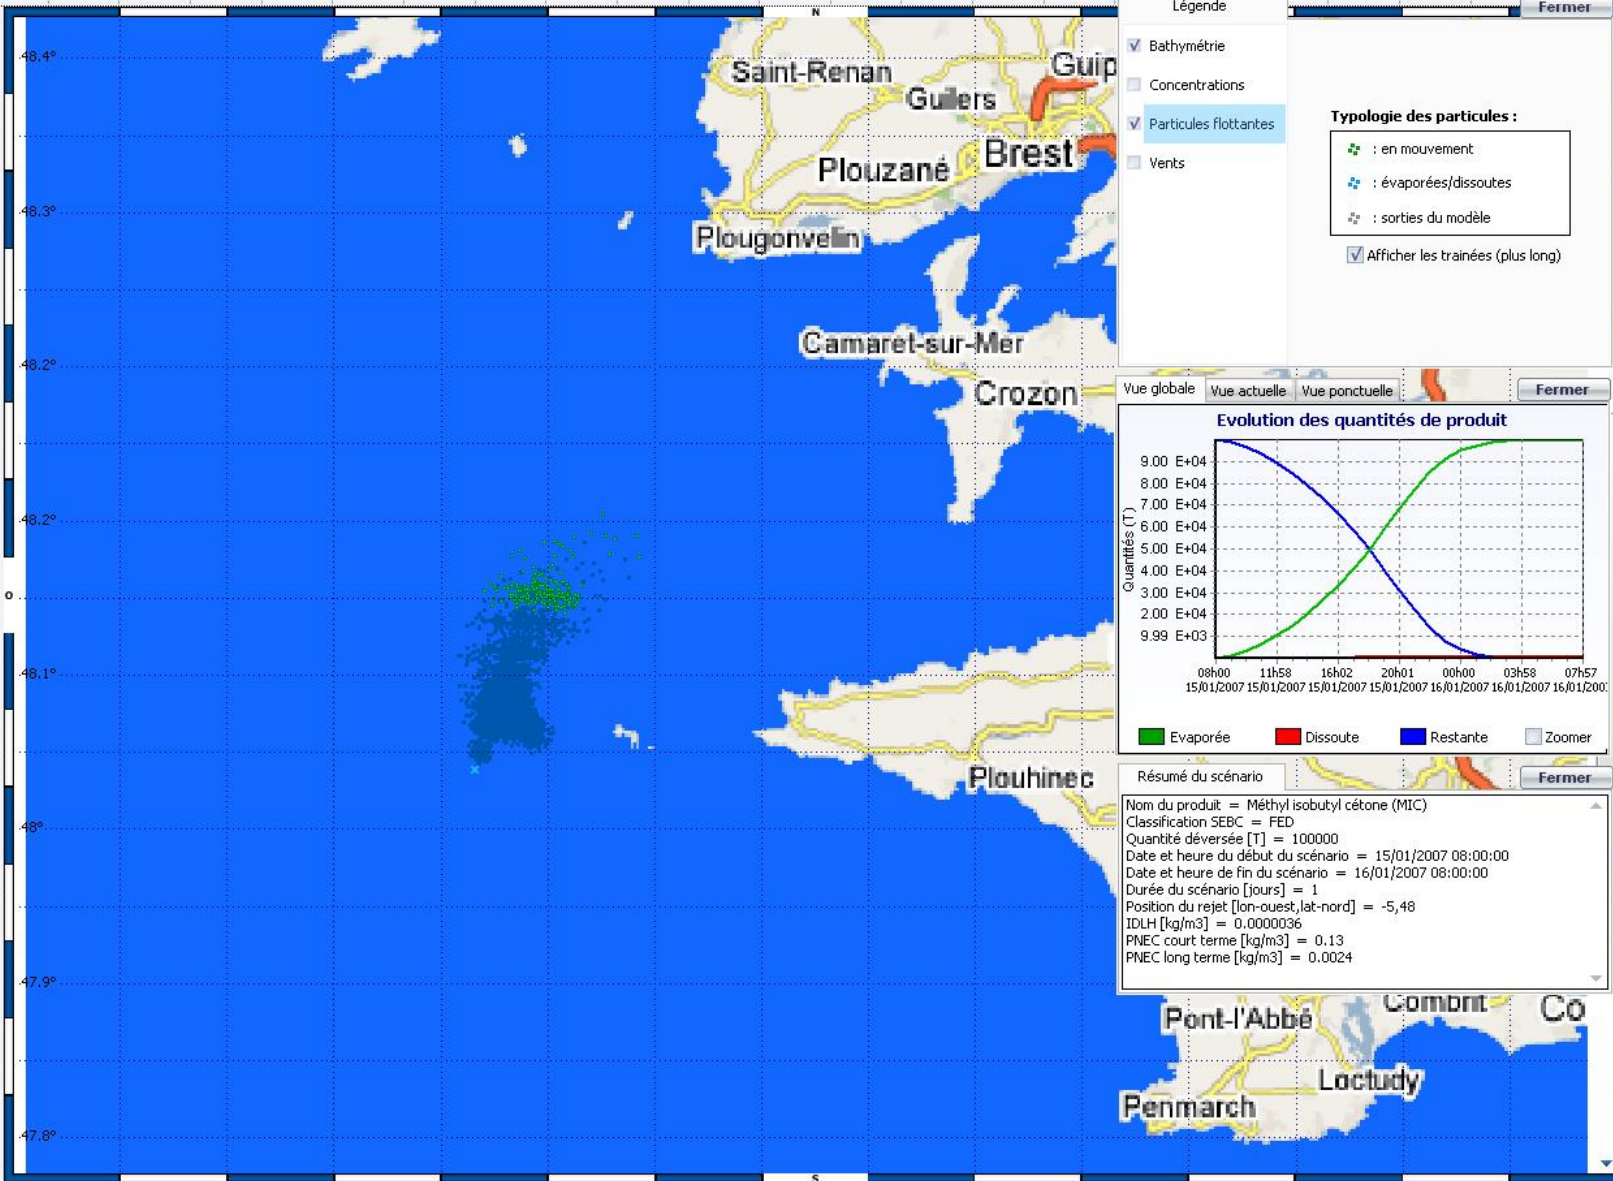 N
S
O
48.4°
48.3°
48.2°
48.2°
48.1°
48°
47.9°
47.8°
Saint-Renan
Guilers
Brest
Plouzané
Camaret-sur-Mer
Crozon
Plouhinec
Pont-l'Abbé
Combrit
Co
Loctudy
Penmarch
Légende
Fermer
Bathymétrie
Concentrations
Particules flottantes
Vents
Typologie des particules :
: en mouvement
: évaporées/dissoutes
: sorties du modèle
Afficher les trainées (plus long)
Vue globale Vue actuelle Vue ponctuelle Fermer
Evolution des quantités de produit
Quantités (T)
9.00 E+04
8.00 E+04
7.00 E+04
6.00 E+04
5.00 E+04
4.00 E+04
3.00 E+04
2.00 E+04
9.99 E+03
08h00 11h58 16h02 20h01 00h00 03h58 07h57
15/01/2007 15/01/2007 15/01/2007 15/01/2007 16/01/2007 16/01/2007 16/01/200
Evaporée Dissoute Restante Zoomer
Résumé du scénario Fermer
Nom du produit = Méthyl isobutyl cétone (MIC)
Classification SEBC = FED
Quantité déversée [T] = 100000
Date et heure du début du scénario = 15/01/2007 08:00:00
Date et heure de fin du scénario = 16/01/2007 08:00:00
Durée du scénario [jours] = 1
Position du rejet [lon-ouest,lat-nord] = -5,48
IDLH [kg/m3] = 0.0000036
PNEC court terme [kg/m3] = 0.13
PNEC long terme [kg/m3] = 0.0024